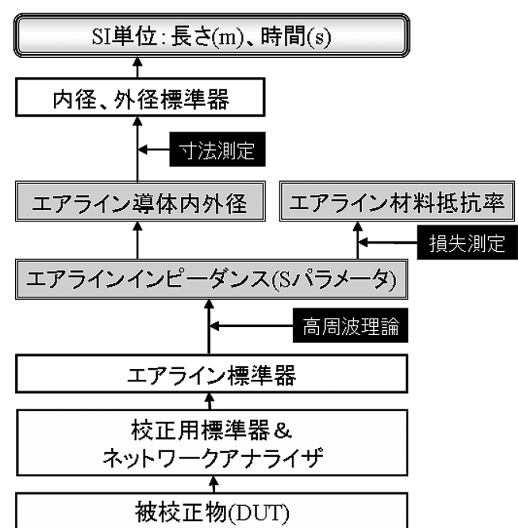 SI単位:長さ(m)、時間(s)
内径、外径標準器
寸法測定
エアライン導体内外径
エアライン材料抵抗率
損失測定
エアラインインピーダンス(Sパラメータ)
高周波理論
エアライン標準器
校正用標準器&
ネットワークアナライザ
被校正物(DUT)